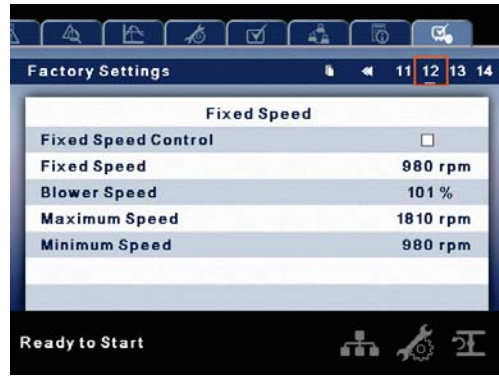 Factory Settings 11 12 13 14
Fixed Speed
Fixed Speed Control
Fixed Speed 980 rpm
Blower Speed 101 %
Maximum Speed 1810 rpm
Minimum Speed 980 rpm
Ready to Start